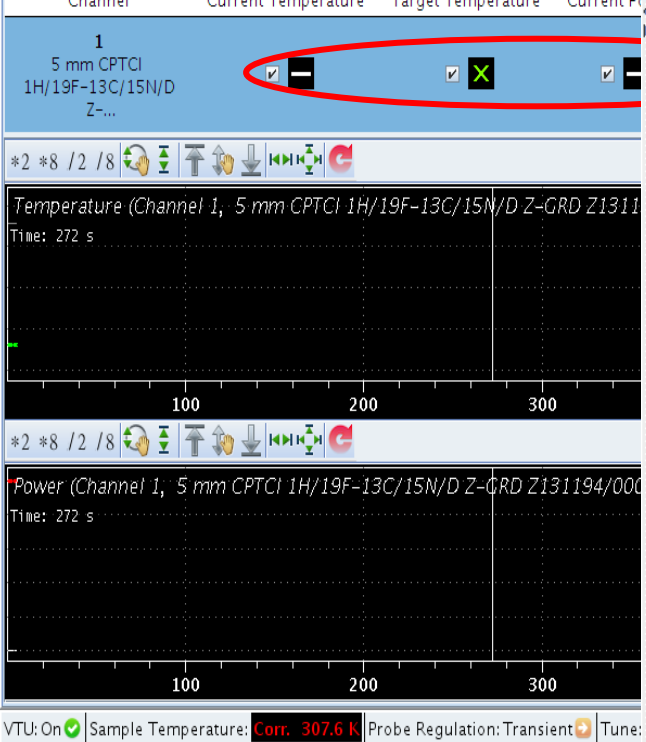 Channel Current Temperature Target Temperature Current
1
5 mm CPTCI
1H/19F-13C/15N/D
Z-...
*2 *8 /2 /8
Temperature (Channel 1, 5 mm CPTCI 1H/19F-13C/15N/D Z-GRD Z1311
Time: 272 s
100 200 300
*2 *8 /2 /8
Power (Channel 1, 5 mm CPTCI 1H/19F-13C/15N/D Z-GRD Z131194/000
Time: 272 s
100 200 300
VTU: On Sample Temperature: Corr. 307.6 K Probe Regulation: Transient Tune: